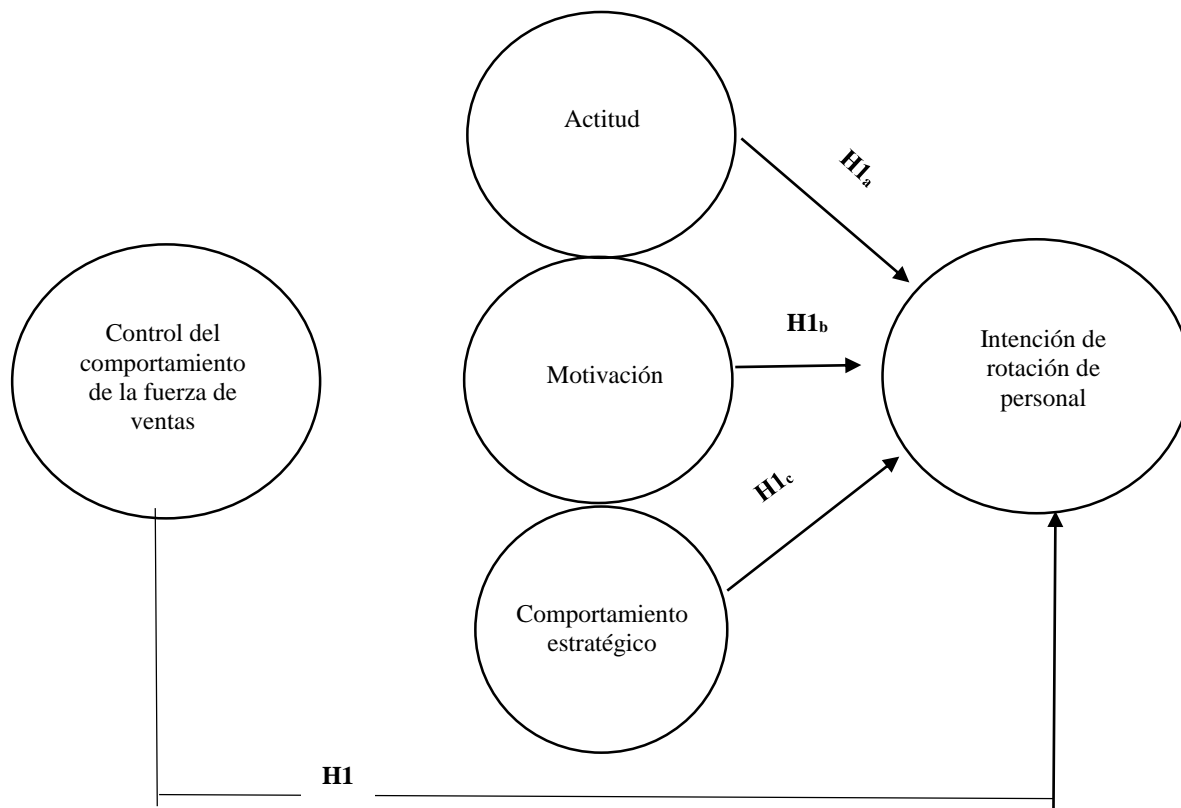 Actitud
H1a
Control del
comportamiento
de la fuerza de
ventas
Motivación
H1b
Intención de
rotación de
personal
H1c
Comportamiento
estratégico
H1